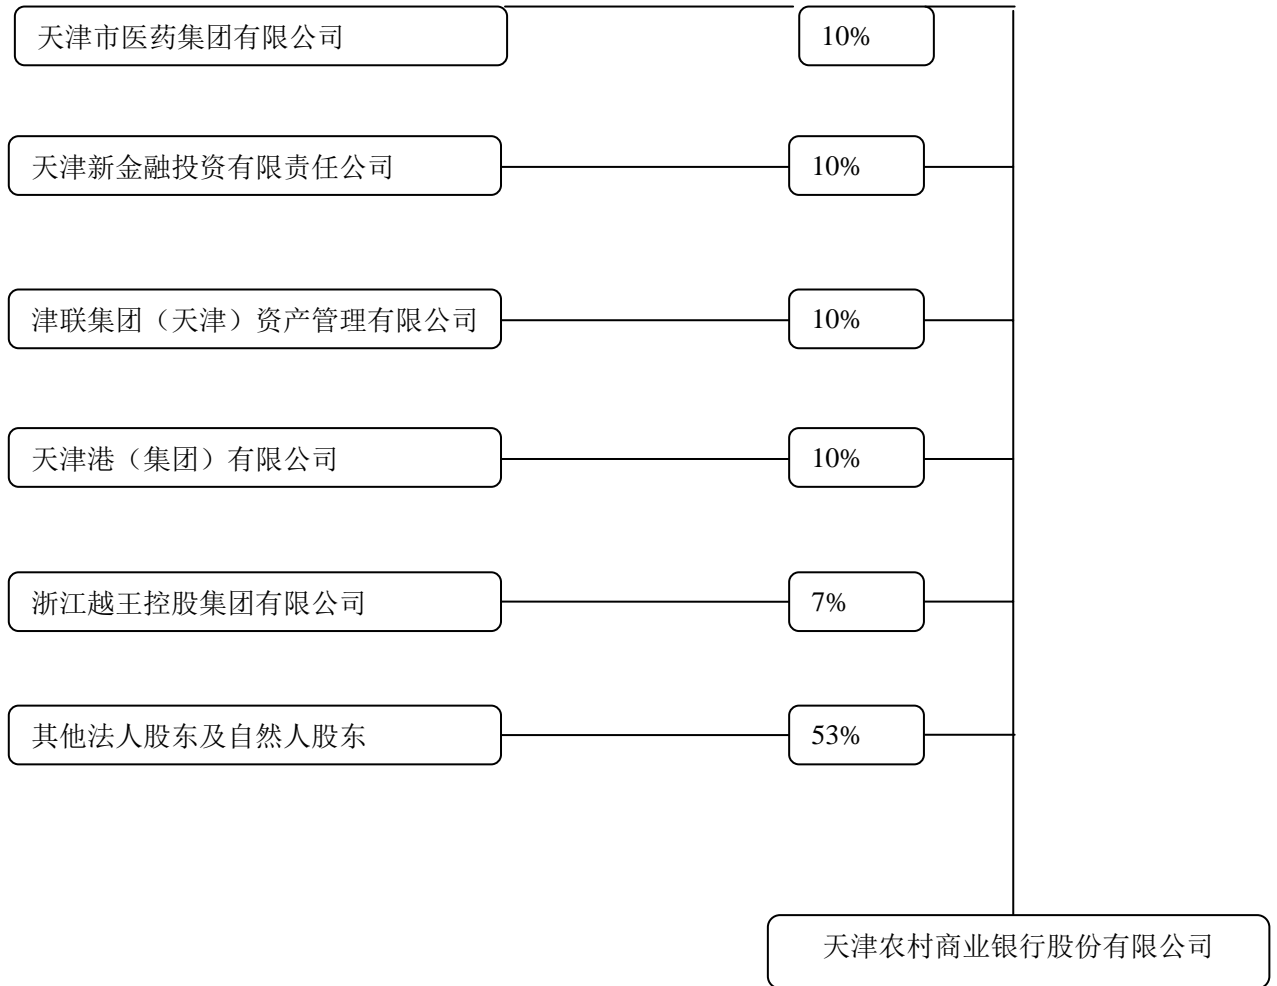 天津市医药集团有限公司 10%
天津新金融投资有限责任公司 10%
津联集团（天津）资产管理有限公司 10%
天津港（集团）有限公司 10%
浙江越王控股集团有限公司 7%
其他法人股东及自然人股东 53%
天津农村商业银行股份有限公司